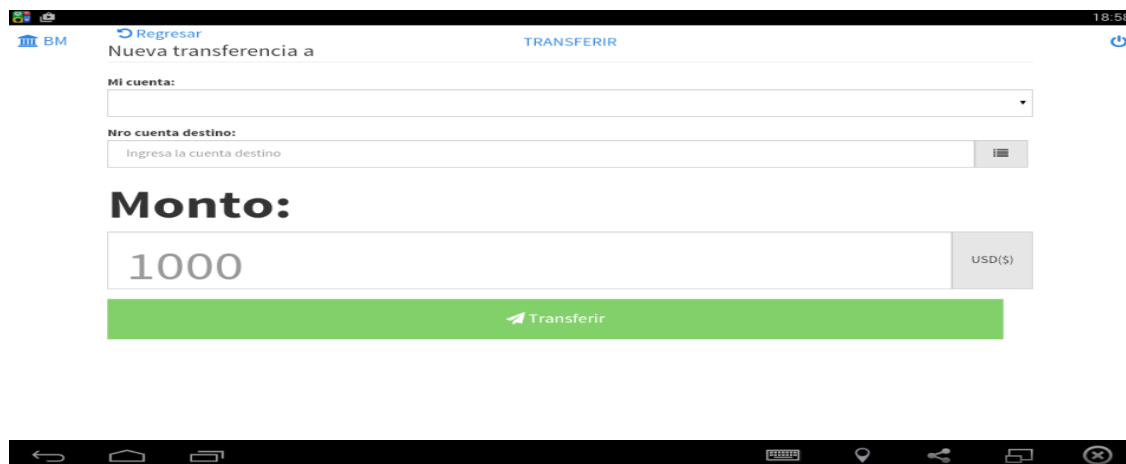 18:58
BM
Regresar
TRANSFERIR
Nueva transferencia a
Mi cuenta:
Nro cuenta destino:
Ingresa la cuenta destino
Monto:
1000
USD($)
Transferir